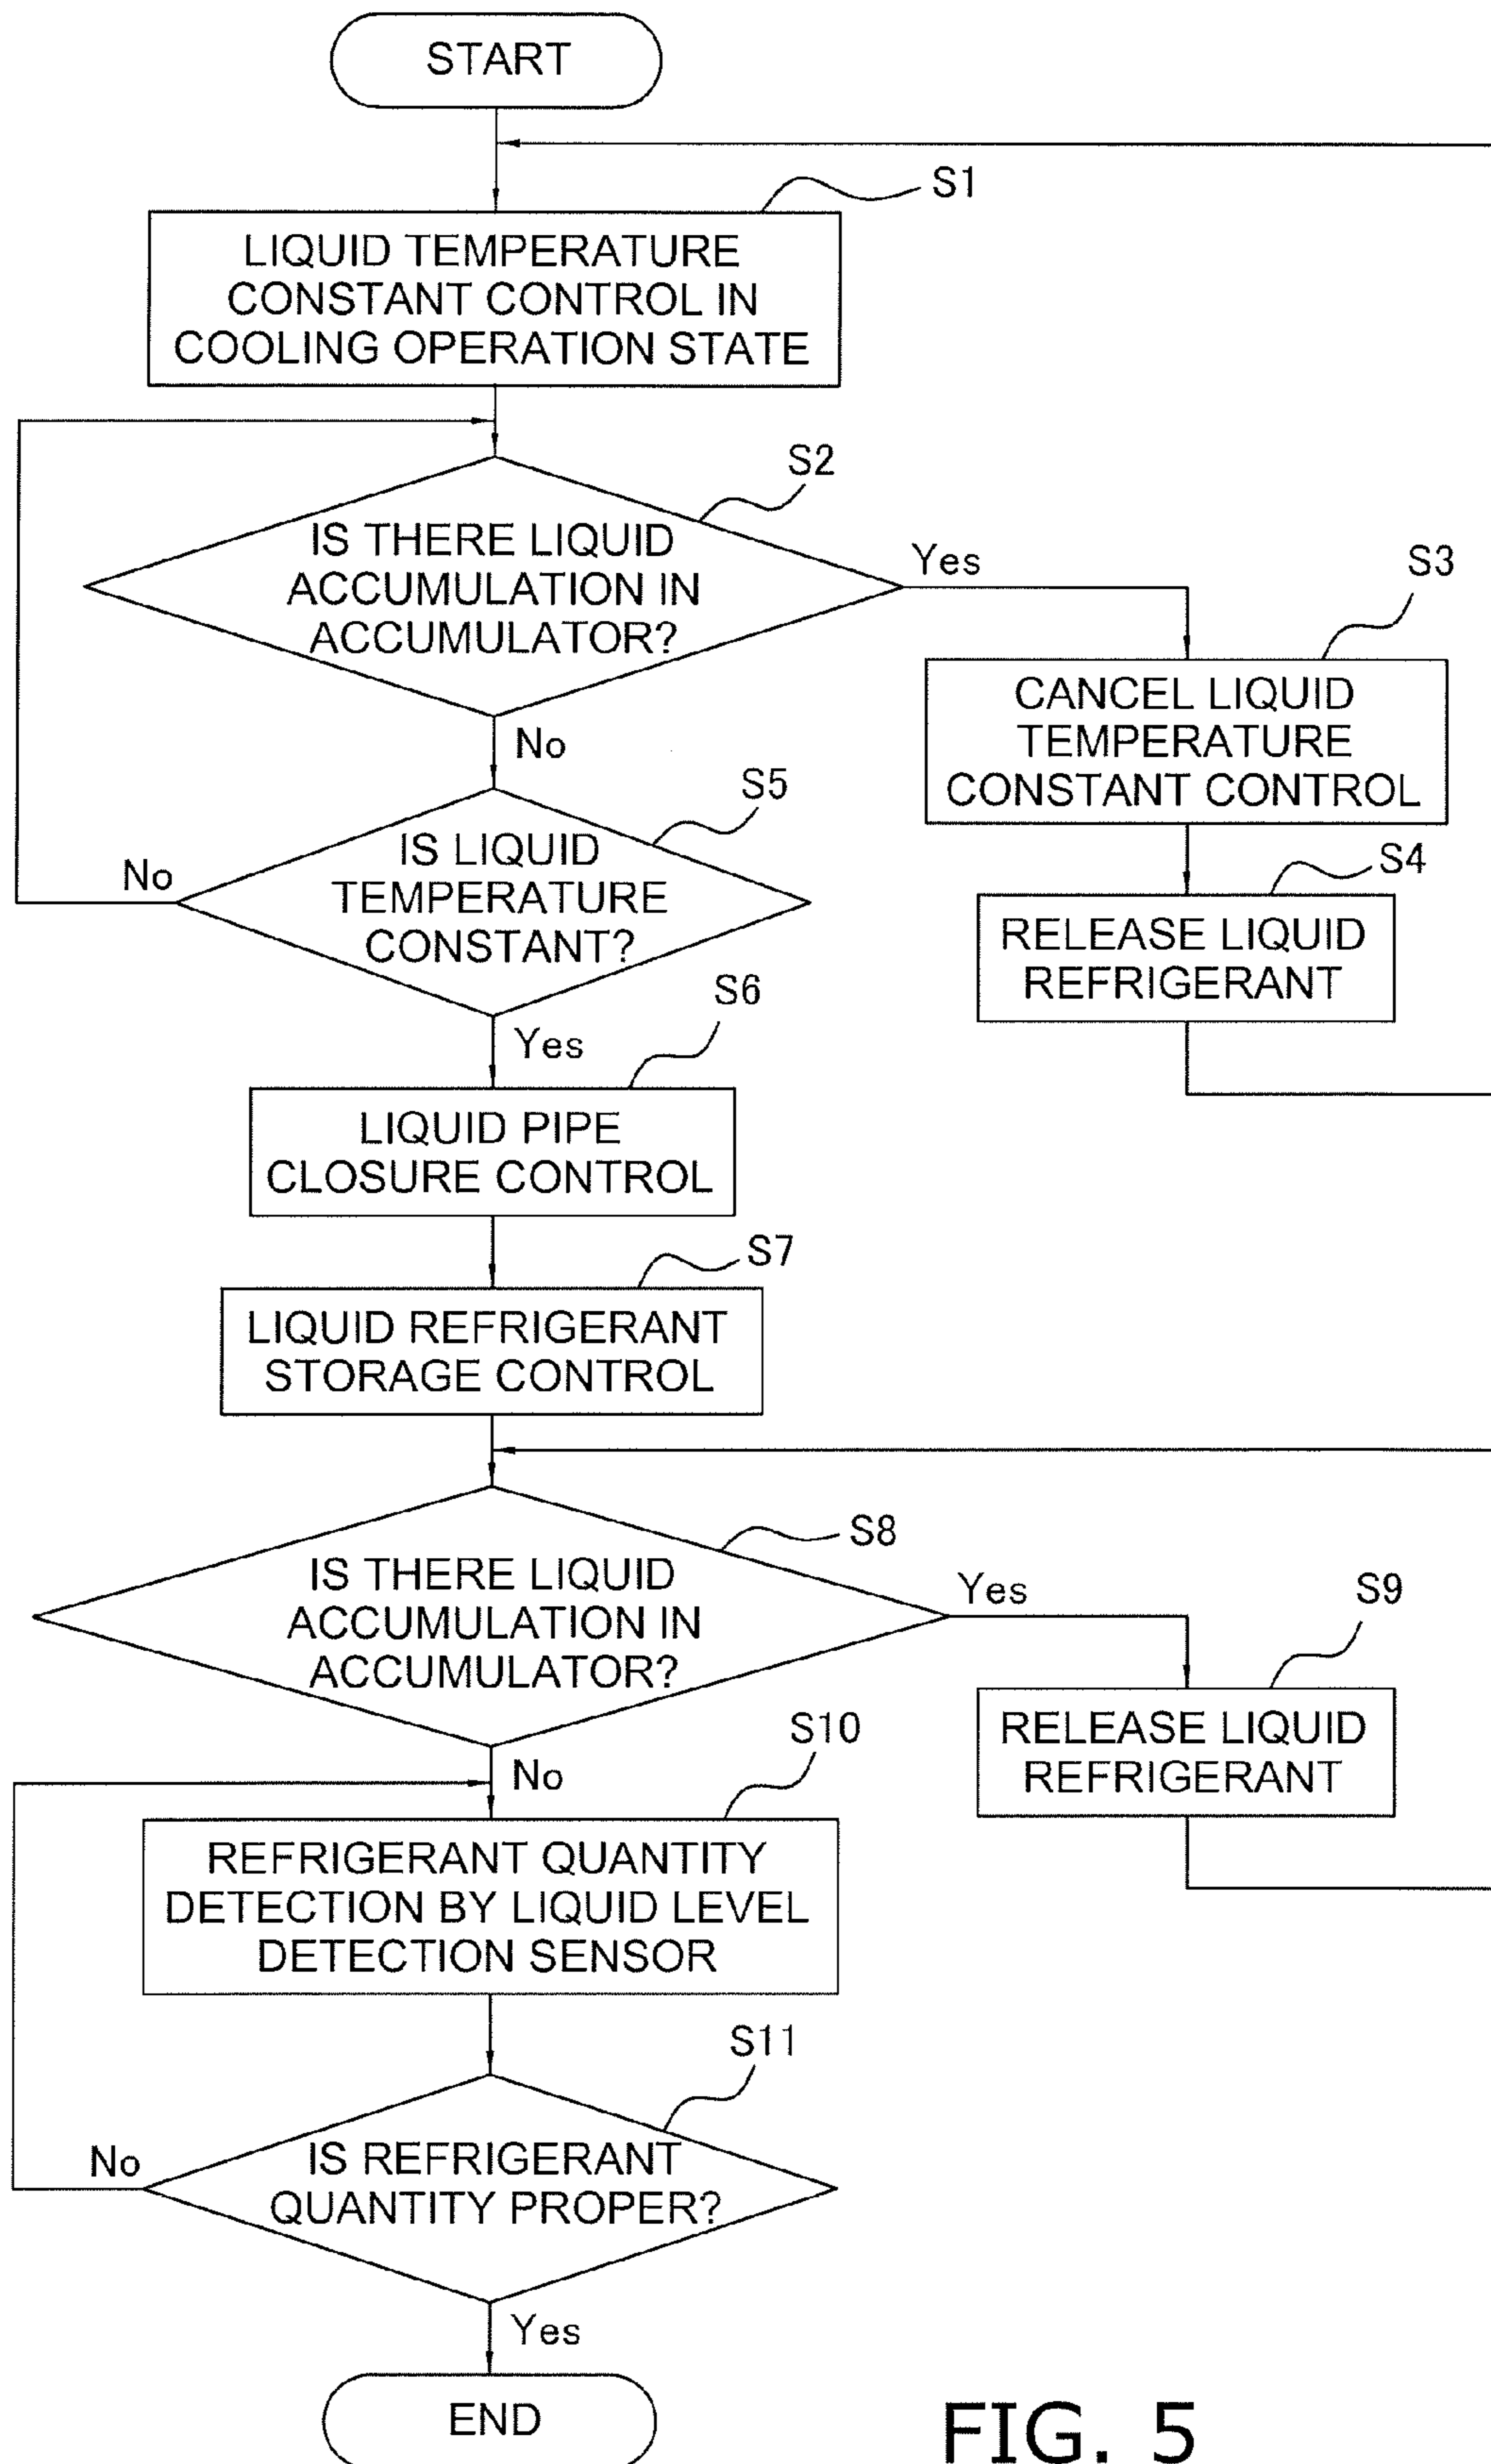 START
S1
LIQUID TEMPERATURE
CONSTANT CONTROL IN
COOLING OPERATION STATE
S2
IS THERE LIQUID
ACCUMULATION IN
ACCUMULATOR?
Yes
S3
CANCEL LIQUID
TEMPERATURE
CONSTANT CONTROL
No
S5
IS LIQUID
TEMPERATURE
CONSTANT?
No
S4
RELEASE LIQUID
REFRIGERANT
Yes
S6
LIQUID PIPE
CLOSURE CONTROL
S7
LIQUID REFRIGERANT
STORAGE CONTROL
S8
IS THERE LIQUID
ACCUMULATION IN
ACCUMULATOR?
Yes
S9
RELEASE LIQUID
REFRIGERANT
No
S10
REFRIGERANT QUANTITY
DETECTION BY LIQUID LEVEL
DETECTION SENSOR
S11
IS REFRIGERANT
QUANTITY PROPER?
No
Yes
END
FIG. 5